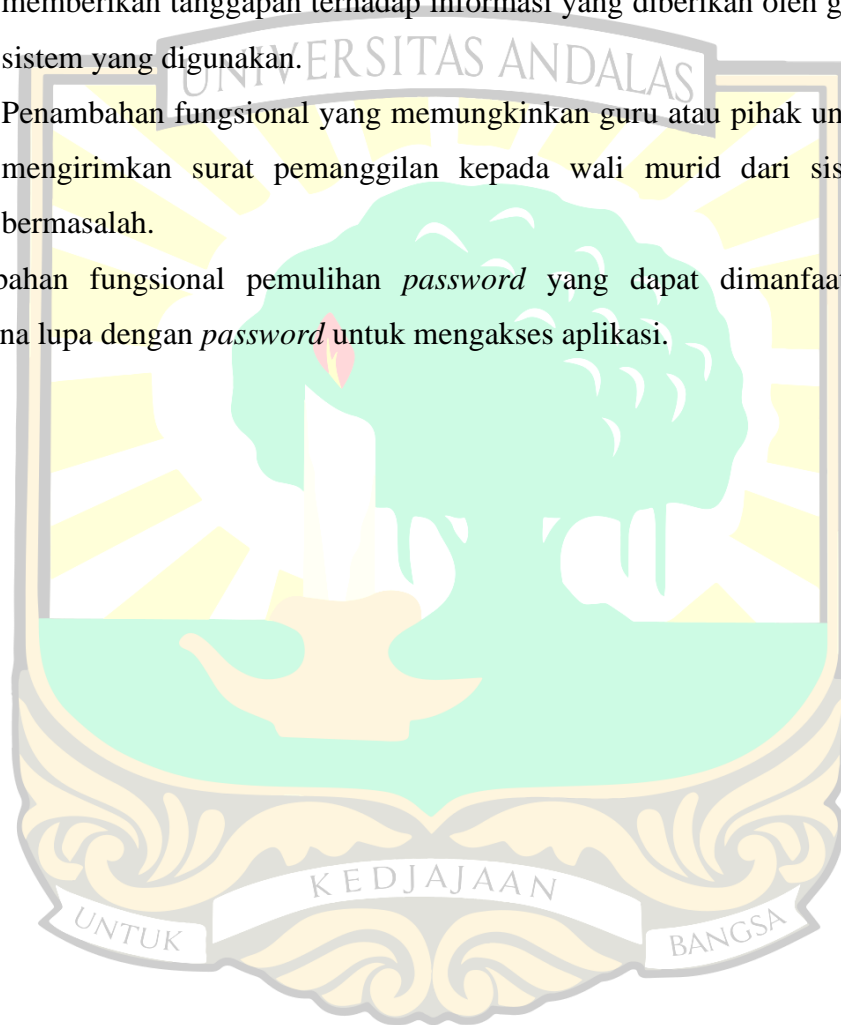 memberikan tanggapan terhadap informasi yang diberikan oleh g
sistem yang digunakan.
UNIVERSITAS ANDALAS
Penambahan fungsional yang memungkinkan guru atau pihak un
mengirimkan surat pemanggilan kepada wali murid dari sis
bermasalah.
bahan fungsional pemulihan password yang dapat dimanfaat
na lupa dengan password untuk mengakses aplikasi.
KEDJAJAAN
UNTUK
BANGSA